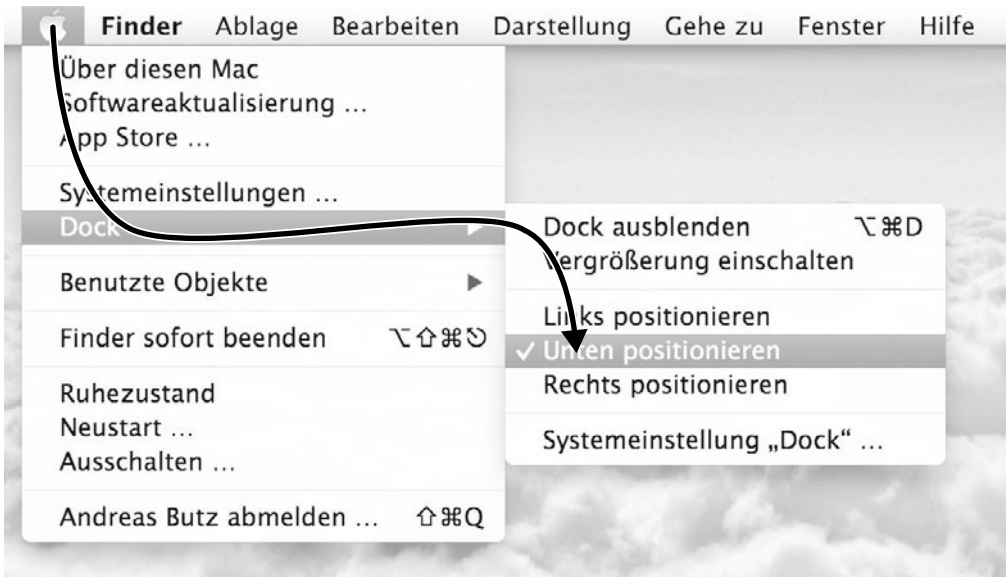 Finder Ablage Bearbeiten Darstellung Gehe zu Fenster Hilfe
Über diesen Mac
Softwareaktualisierung ...
App Store ...
Systemeinstellungen ...
Dock
Benutzte Objekte
Finder sofort beenden ⌥⇧⌘⎋
Ruhezustand
Neustart ...
Ausschalten ...
Andreas Butz abmelden ... ⇧⌘Q
Dock ausblenden ⌥⌘D
Vergrößerung einschalten
Links positionieren
✓ Unten positionieren
Rechts positionieren
Systemeinstellung „Dock“ ...